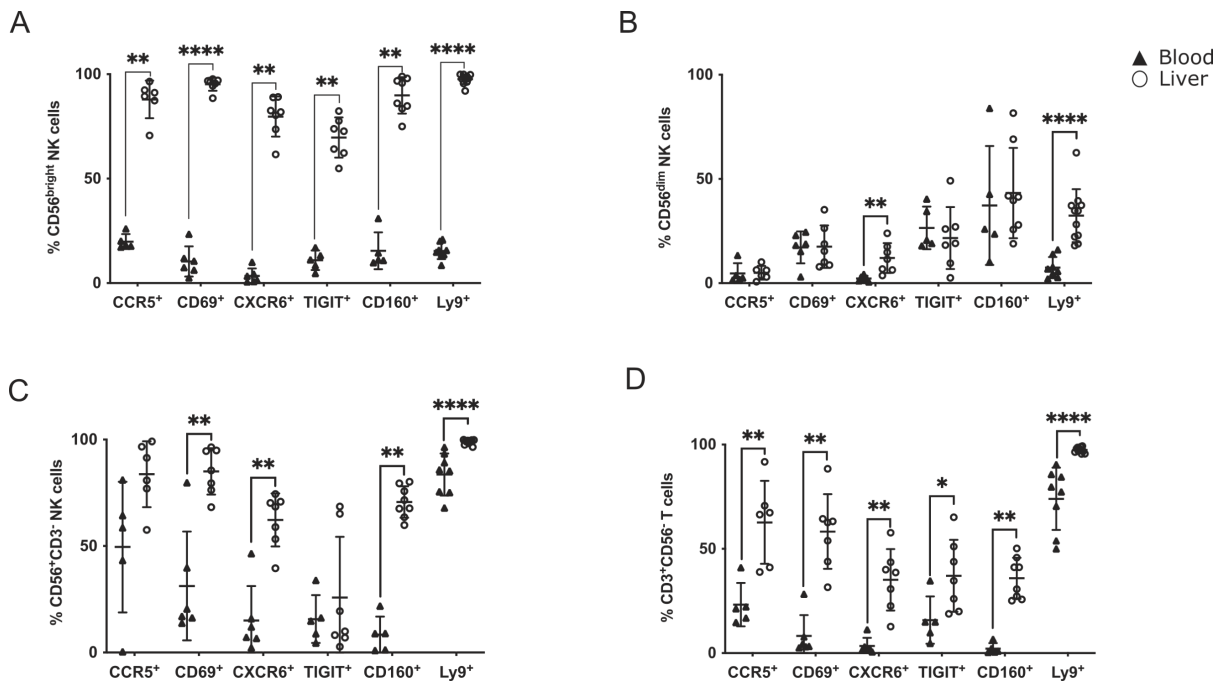 A
B
▲ Blood
○ Liver
% CD56bright NK cells
100
50
0
** **** ** ** ** ****
CCR5+ CD69+ CXCR6+ TIGIT+ CD160+ Ly9+
% CD56dim NK cells
100
50
0
** ****
CCR5+ CD69+ CXCR6+ TIGIT+ CD160+ Ly9+
C
D
% CD56+CD3- NK cells
100
50
0
** ** ** ****
CCR5+ CD69+ CXCR6+ TIGIT+ CD160+ Ly9+
% CD3+CD56- T cells
100
50
0
** ** ** * ** ****
CCR5+ CD69+ CXCR6+ TIGIT+ CD160+ Ly9+